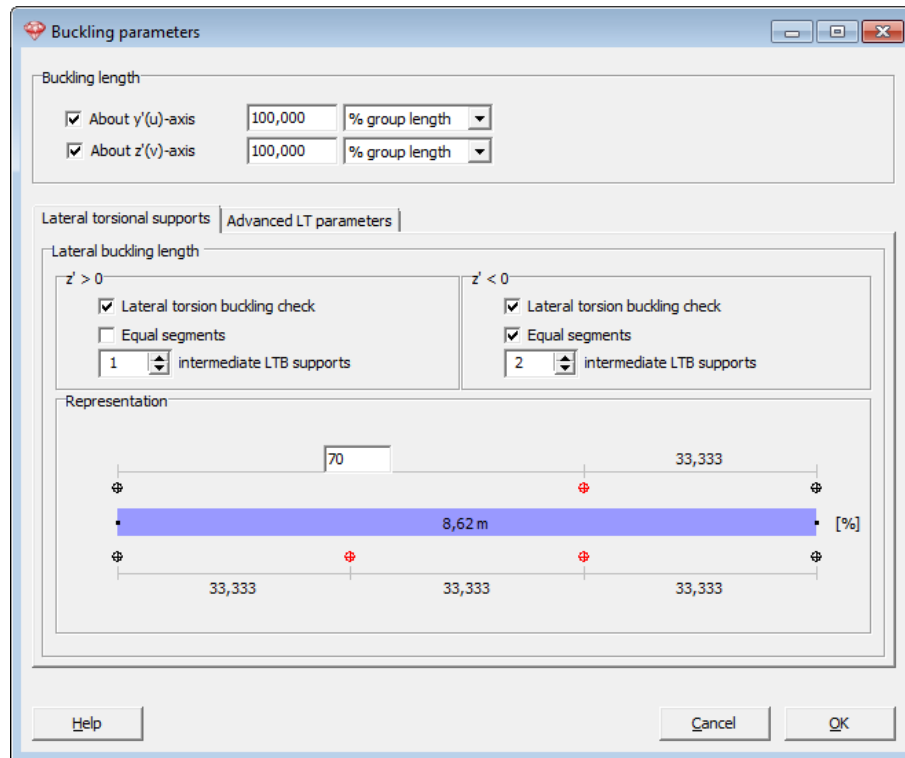 Buckling parameters
Buckling length
About y'(u)-axis 100,000 % group length
About z'(v)-axis 100,000 % group length
Lateral torsional supports Advanced LT parameters
Lateral buckling length
z' > 0 z' < 0
Lateral torsion buckling check Lateral torsion buckling check
Equal segments Equal segments
1 intermediate LTB supports 2 intermediate LTB supports
Representation
70 33,333
8,62 m [%]
33,333 33,333 33,333
Help Cancel OK